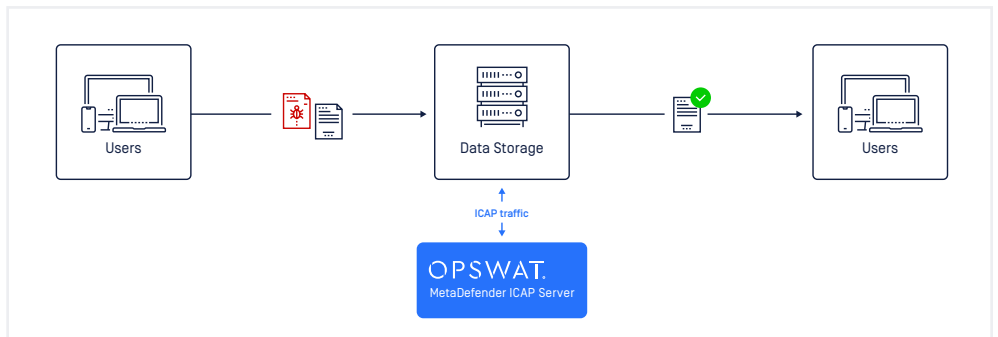 Users
Data Storage
Users
ICAP traffic
OPSWAT.
MetaDefender ICAP Server